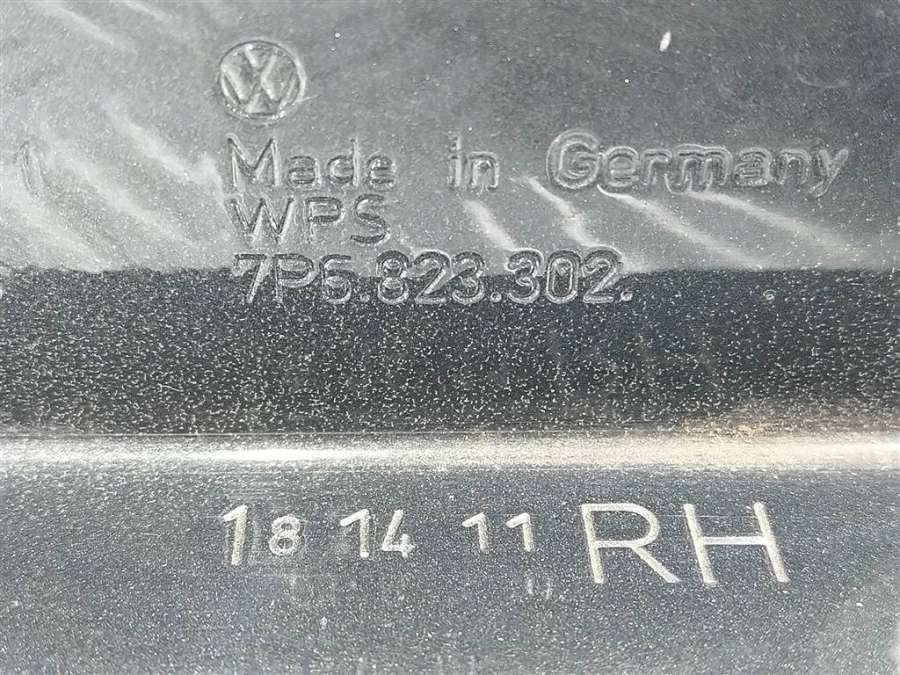 Made in Germany
WPS
7P6.823.302.
18 14 11 RH